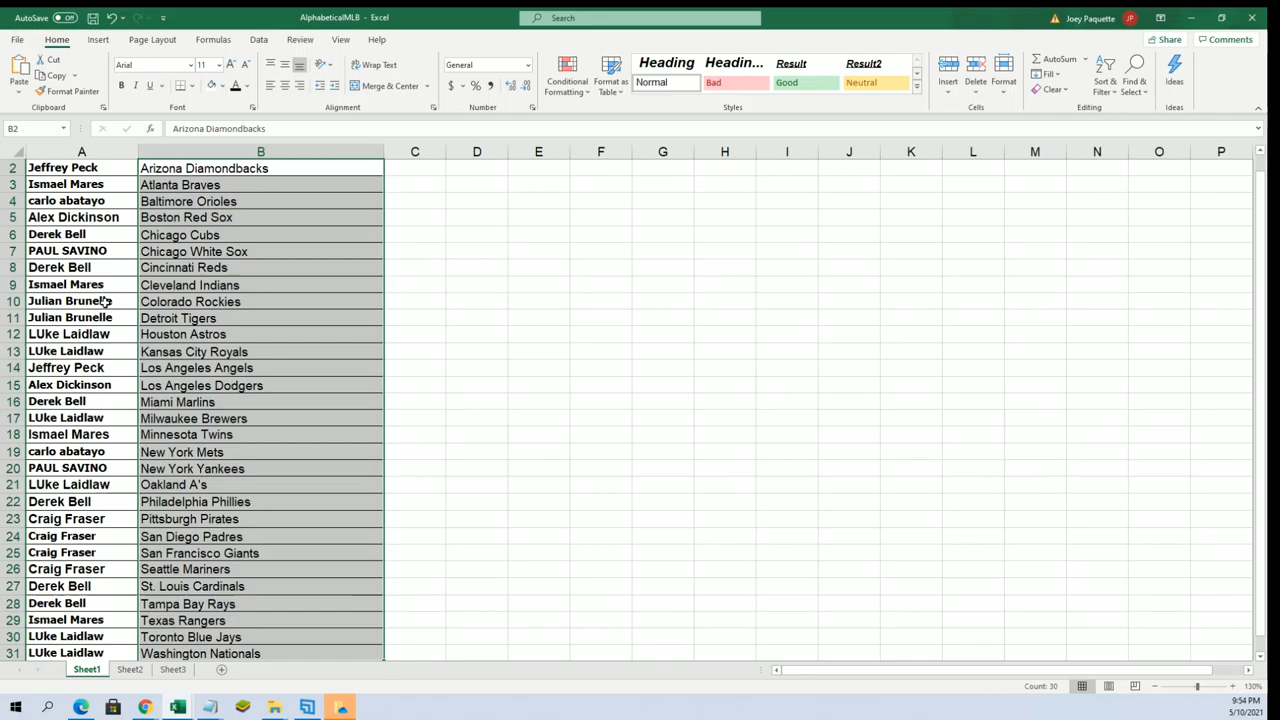 AutoSave Off AlphabeticalMLB - Excel Search Joey Paquette JP
File Home Insert Page Layout Formulas Data Review View Help Share Comments
Paste Cut Copy Format Painter Clipboard
Arial 11 B I U Font
Wrap Text Merge & Center Alignment
General $ % Number
Conditional Formatting Format as Table
Heading Headin... Result Result2
Normal Bad Good Neutral
Styles
Insert Delete Format Cells
AutoSum Fill Clear Sort & Filter Find & Select Editing
Ideas Ideas
B2 fx Arizona Diamondbacks
A B C D E F G H I J K L M N O P
2 Jeffrey Peck Arizona Diamondbacks
3 Ismael Mares Atlanta Braves
4 carlo abatayo Baltimore Orioles
5 Alex Dickinson Boston Red Sox
6 Derek Bell Chicago Cubs
7 PAUL SAVINO Chicago White Sox
8 Derek Bell Cincinnati Reds
9 Ismael Mares Cleveland Indians
10 Julian Brunelle Colorado Rockies
11 Julian Brunelle Detroit Tigers
12 LUke Laidlaw Houston Astros
13 LUke Laidlaw Kansas City Royals
14 Jeffrey Peck Los Angeles Angels
15 Alex Dickinson Los Angeles Dodgers
16 Derek Bell Miami Marlins
17 LUke Laidlaw Milwaukee Brewers
18 Ismael Mares Minnesota Twins
19 carlo abatayo New York Mets
20 PAUL SAVINO New York Yankees
21 LUke Laidlaw Oakland A's
22 Derek Bell Philadelphia Phillies
23 Craig Fraser Pittsburgh Pirates
24 Craig Fraser San Diego Padres
25 Craig Fraser San Francisco Giants
26 Craig Fraser Seattle Mariners
27 Derek Bell St. Louis Cardinals
28 Derek Bell Tampa Bay Rays
29 Ismael Mares Texas Rangers
30 LUke Laidlaw Toronto Blue Jays
31 LUke Laidlaw Washington Nationals
Sheet1 Sheet2 Sheet3
Count: 30 130%
9:54 PM
5/10/2021